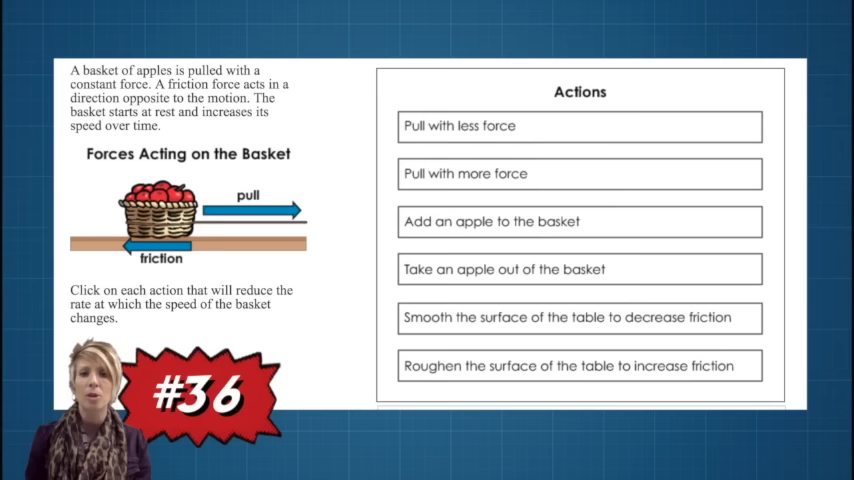 A basket of apples is pulled with a
constant force. A friction force acts in a
direction opposite to the motion. The
basket starts at rest and increases its
speed over time.
Forces Acting on the Basket
pull
friction
Click on each action that will reduce the
rate at which the speed of the basket
changes.
#36
Actions
Pull with less force
Pull with more force
Add an apple to the basket
Take an apple out of the basket
Smooth the surface of the table to decrease friction
Roughen the surface of the table to increase friction